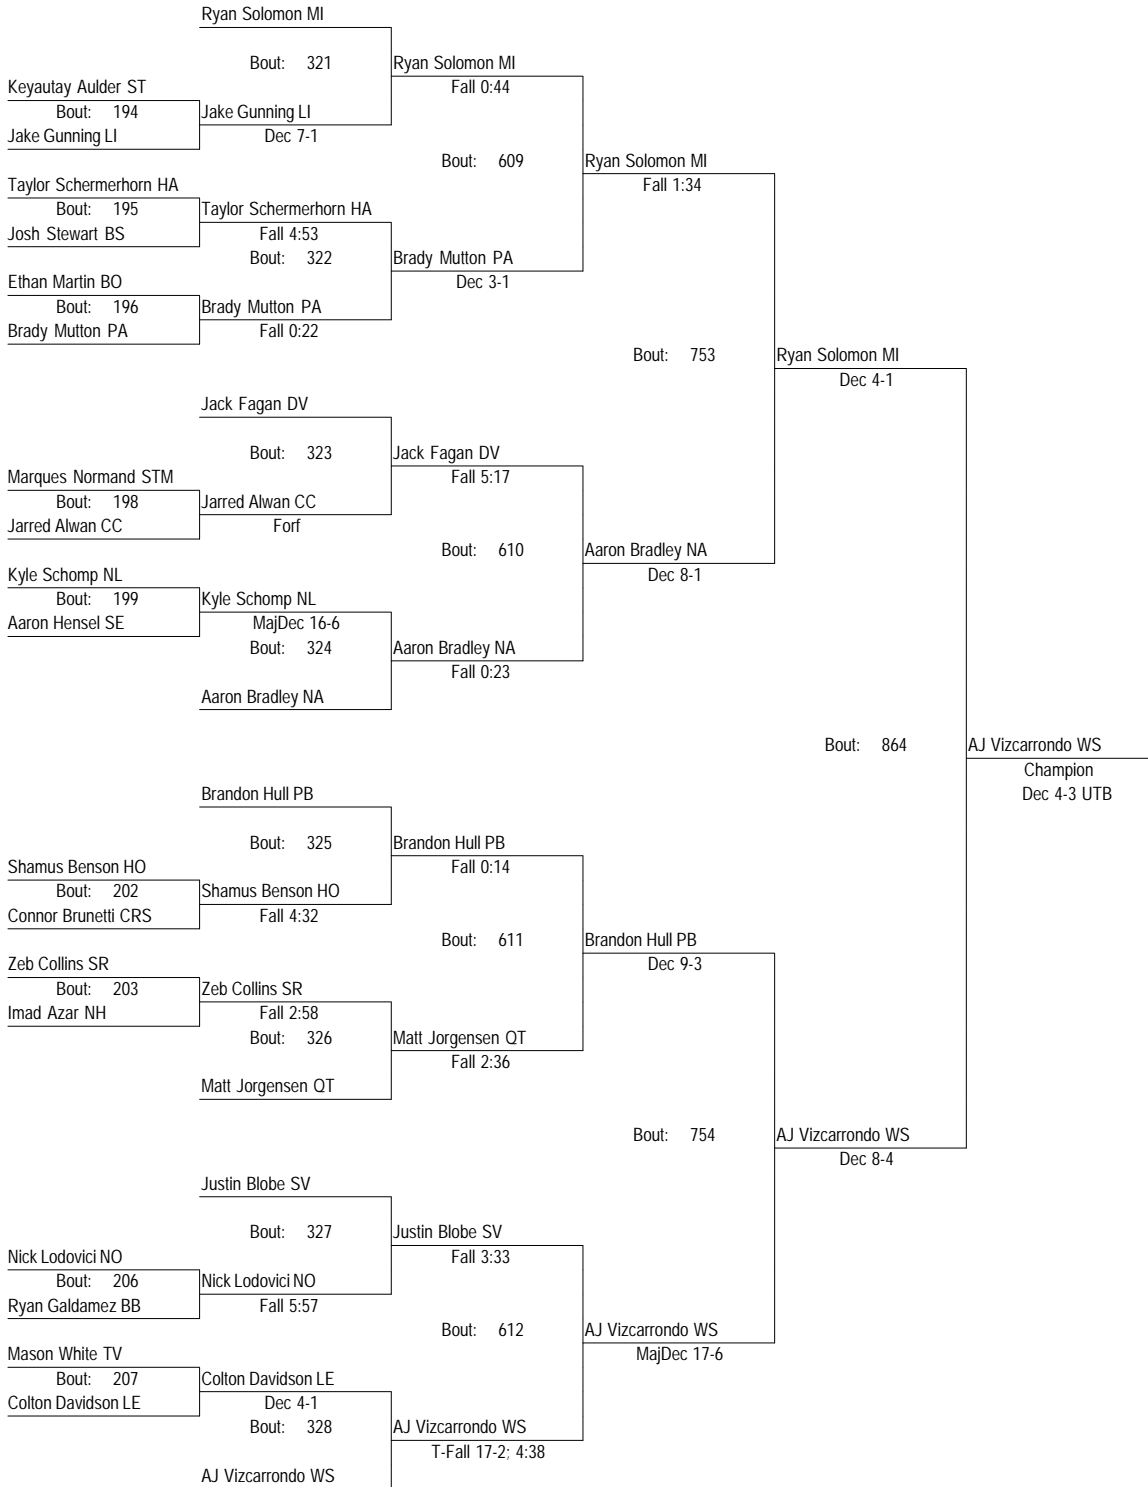 Ryan Solomon MI
Bout: 321
Ryan Solomon MI
Keyautay Aulder ST
Fall 0:44
Bout: 194
Jake Gunning LI
Jake Gunning LI
Dec 7-1
Bout: 609
Ryan Solomon MI
Taylor Schermerhorn HA
Fall 1:34
Bout: 195
Taylor Schermerhorn HA
Josh Stewart BS
Fall 4:53
Bout: 322
Brady Mutton PA
Ethan Martin BO
Dec 3-1
Bout: 196
Brady Mutton PA
Brady Mutton PA
Fall 0:22
Bout: 753
Ryan Solomon MI
Dec 4-1
Jack Fagan DV
Bout: 323
Jack Fagan DV
Marques Normand STM
Fall 5:17
Bout: 198
Jarred Alwan CC
Jarred Alwan CC
Forf
Bout: 610
Aaron Bradley NA
Kyle Schomp NL
Dec 8-1
Bout: 199
Kyle Schomp NL
Aaron Hensel SE
MajDec 16-6
Bout: 324
Aaron Bradley NA
Fall 0:23
Aaron Bradley NA
Bout: 864
AJ Vizcarrondo WS
Champion
Dec 4-3 UTB
Brandon Hull PB
Bout: 325
Brandon Hull PB
Shamus Benson HO
Fall 0:14
Bout: 202
Shamus Benson HO
Connor Brunetti CRS
Fall 4:32
Bout: 611
Brandon Hull PB
Zeb Collins SR
Dec 9-3
Bout: 203
Zeb Collins SR
Imad Azar NH
Fall 2:58
Bout: 326
Matt Jorgensen QT
Fall 2:36
Matt Jorgensen QT
Bout: 754
AJ Vizcarrondo WS
Dec 8-4
Justin Blobe SV
Bout: 327
Justin Blobe SV
Nick Lodovici NO
Fall 3:33
Bout: 206
Nick Lodovici NO
Ryan Galdamez BB
Fall 5:57
Bout: 612
AJ Vizcarrondo WS
Mason White TV
MajDec 17-6
Bout: 207
Colton Davidson LE
Colton Davidson LE
Dec 4-1
Bout: 328
AJ Vizcarrondo WS
T-Fall 17-2; 4:38
AJ Vizcarrondo WS